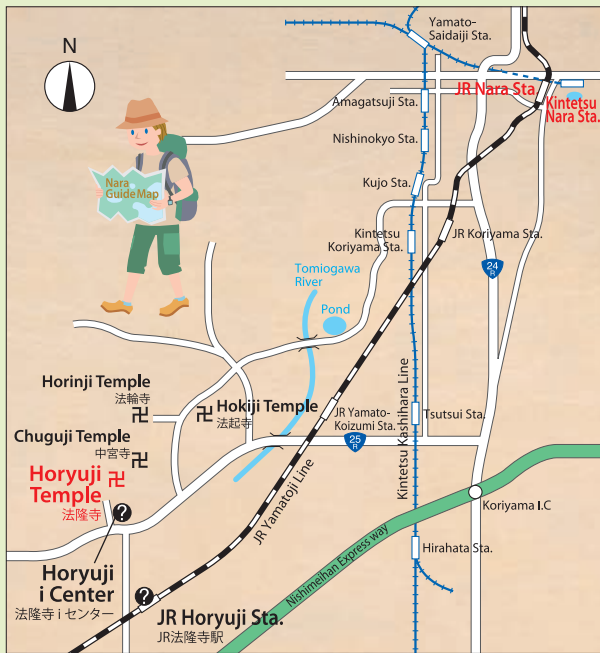 Yamato-
Saidaiji Sta.
N
JR Nara Sta.
Kintetsu
Nara Sta.
Amagatsuji Sta.
Nishinokyo Sta.
Nara
Guide Map
Kujo Sta.
Kintetsu
Koriyama Sta.
JR Koriyama Sta.
24
R
Tomiogawa
River
Pond
Horinji Temple
法輪寺
Hokiji Temple
法起寺
JR Yamato-
Koizumi Sta.
Tsutsui Sta.
Kintetsu Kashihara Line
25
R
Chuguji Temple
中宮寺
Horyuji
Temple
法隆寺
?
JR Yamatoji Line
Koriyama I.C
Nishimeihan Express way
Hirahata Sta.
Horyuji
i Center
法隆寺 i センター
?
JR Horyuji Sta.
JR法隆寺駅